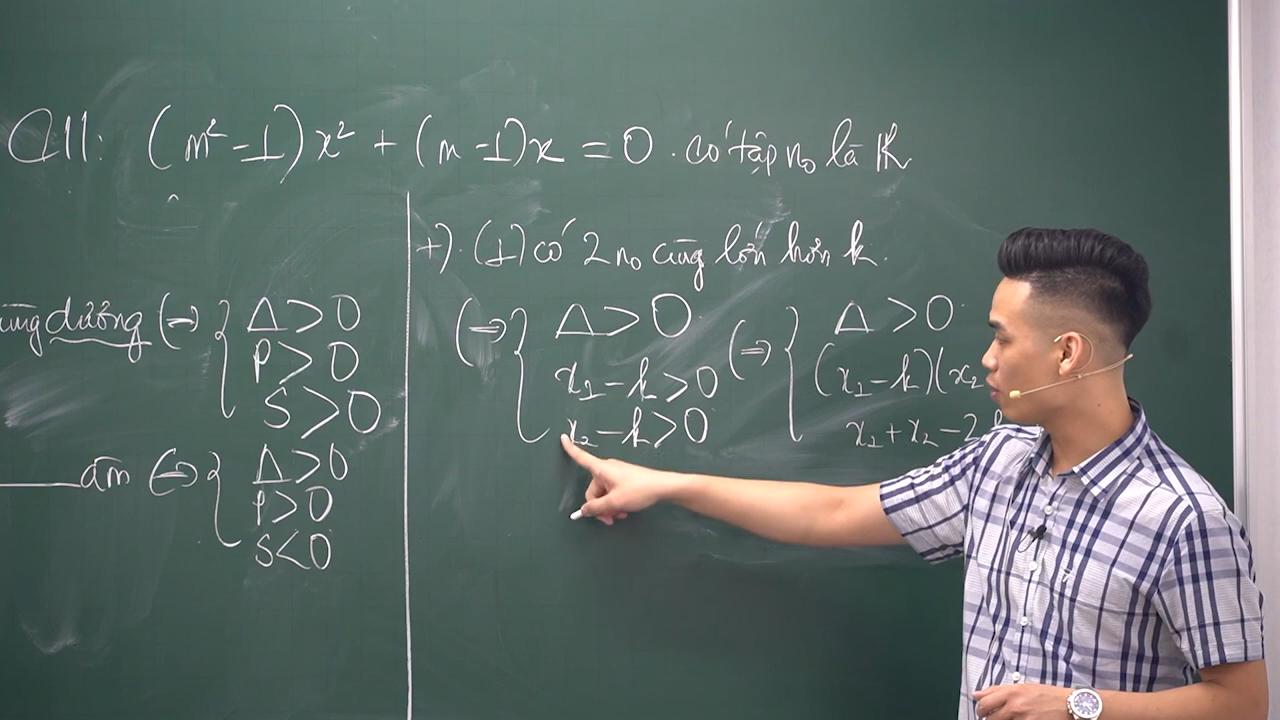 C11: (m² - 1)x² + (m - 1)x = 0. có tập n₀ là ℝ
ùng dương (⇔) { Δ > 0
P > 0
S > 0
âm (⇔) { Δ > 0
P > 0
S < 0
+). (1) có 2 n₀ cùng lớn hơn k.
(⇔) { Δ > 0 (⇔) { Δ > 0
x₁ - k > 0 (x₁ - k)(x₂
x₂ - k > 0 x₁ + x₂ - 2